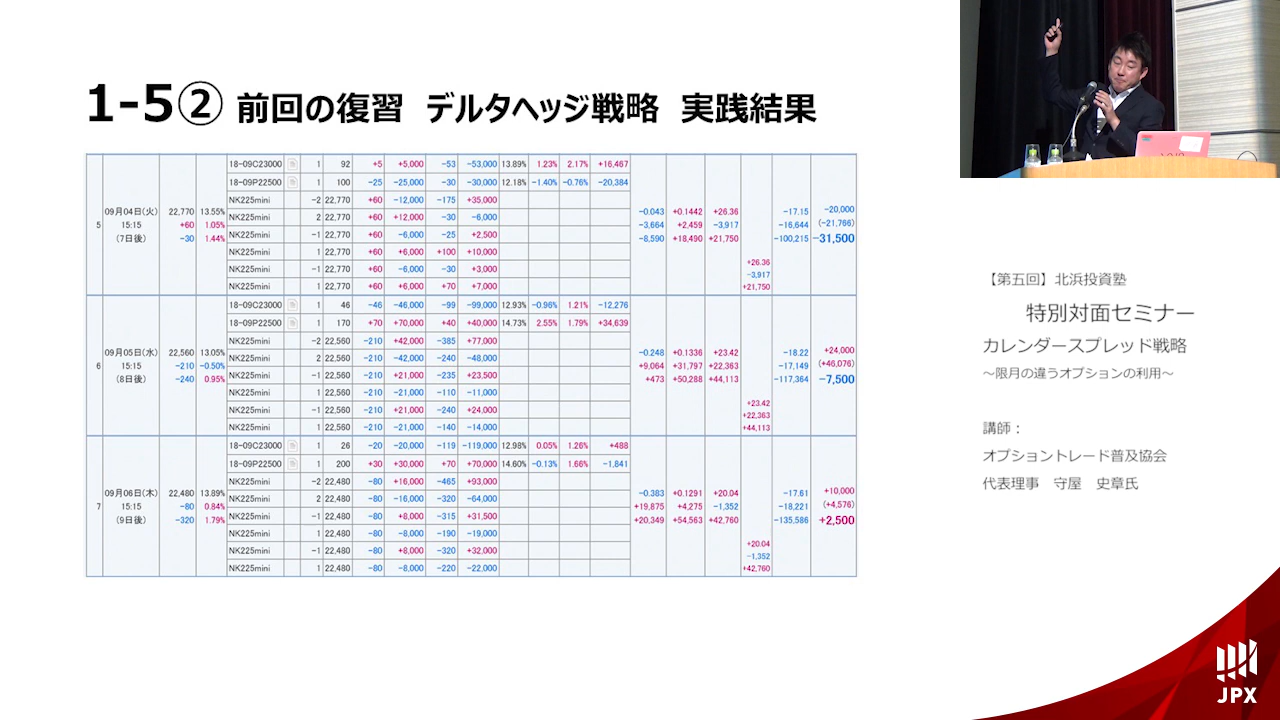 1-5② 前回の復習 デルタヘッジ戦略 実践結果
18-09C23000 1 92 +5 +5,000 -53 -53,000 13.89% 1.23% 2.17% +16,467
18-09P22500 1 100 -25 -25,000 -30 -30,000 12.18% -1.40% -0.76% -20,384
NK225mini -2 22,770 +60 -12,000 -175 +35,000
NK225mini 2 22,770 +60 +12,000 -30 -6,000
NK225mini -1 22,770 +60 -6,000 -25 +2,500
NK225mini 1 22,770 +60 +6,000 +100 +10,000
NK225mini -1 22,770 +60 -6,000 -30 +3,000
NK225mini 1 22,770 +60 +6,000 +70 +7,000
5 09月04日(火) 22,770 13.55%
15:15 +60 1.05%
(7日後) -30 1.44%
-0.043 +0.1442 +26.36 -17.15 -20,000
-3,664 +2,459 -3,917 -16,644 (-21,766)
-8,590 +18,490 +21,750 -100,215 -31,500
+26.36
-3,917
+21,750
18-09C23000 1 46 -46 -46,000 -99 -99,000 12.93% -0.96% 1.21% -12,276
18-09P22500 1 170 +70 +70,000 +40 +40,000 14.73% 2.55% 1.79% +34,639
NK225mini -2 22,560 -210 +42,000 -385 +77,000
NK225mini 2 22,560 -210 -42,000 -240 -48,000
NK225mini -1 22,560 -210 +21,000 -235 +23,500
NK225mini 1 22,560 -210 -21,000 -110 -11,000
NK225mini -1 22,560 -210 +21,000 -240 +24,000
NK225mini 1 22,560 -210 -21,000 -140 -14,000
6 09月05日(水) 22,560 13.05%
15:15 -210 -0.50%
(8日後) -240 0.95%
-0.248 +0.1336 +23.42 -18.22 +24,000
+9,064 +31,797 +22,363 -17,149 (+46,076)
+473 +50,288 +44,113 -117,364 -7,500
+23.42
+22,363
+44,113
18-09C23000 1 26 -20 -20,000 -119 -119,000 12.98% 0.05% 1.26% +488
18-09P22500 1 200 +30 +30,000 +70 +70,000 14.60% -0.13% 1.66% -1,841
NK225mini -2 22,480 -80 +16,000 -465 +93,000
NK225mini 2 22,480 -80 -16,000 -320 -64,000
NK225mini -1 22,480 -80 +8,000 -315 +31,500
NK225mini 1 22,480 -80 -8,000 -190 -19,000
NK225mini -1 22,480 -80 +8,000 -320 +32,000
NK225mini 1 22,480 -80 -8,000 -220 -22,000
7 09月06日(木) 22,480 13.89%
15:15 -80 0.84%
(9日後) -320 1.79%
-0.383 +0.1291 +20.04 -17.61 +10,000
+19,875 +4,275 -1,352 -18,221 (+4,576)
+20,349 +54,563 +42,760 -135,586 +2,500
+20.04
-1,352
+42,760
【第五回】北浜投資塾
特別対面セミナー
カレンダースプレッド戦略
～限月の違うオプションの利用～
講師：
オプショントレード普及協会
代表理事 守屋 史章氏
JPX